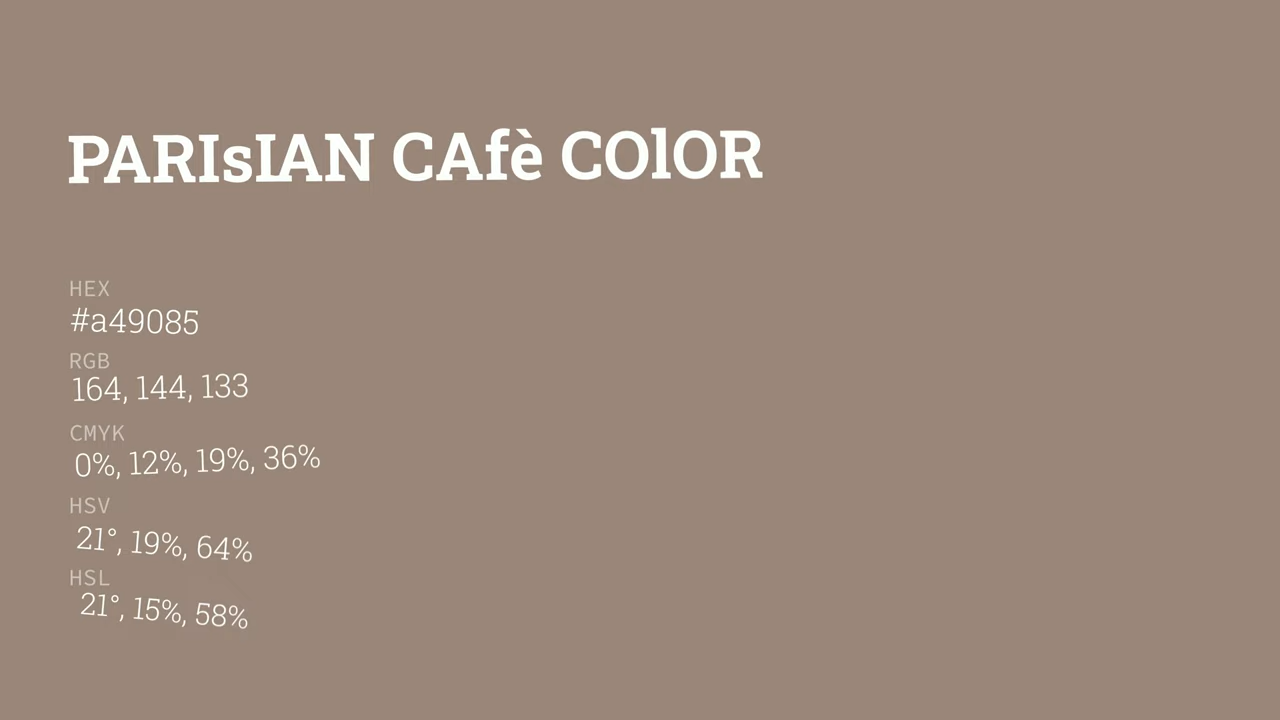 PARIsIAN CAfè COlOR
HEX
#a49085
RGB
164, 144, 133
CMYK
0%, 12%, 19%, 36%
HSV
21°, 19%, 64%
HSL
21°, 15%, 58%